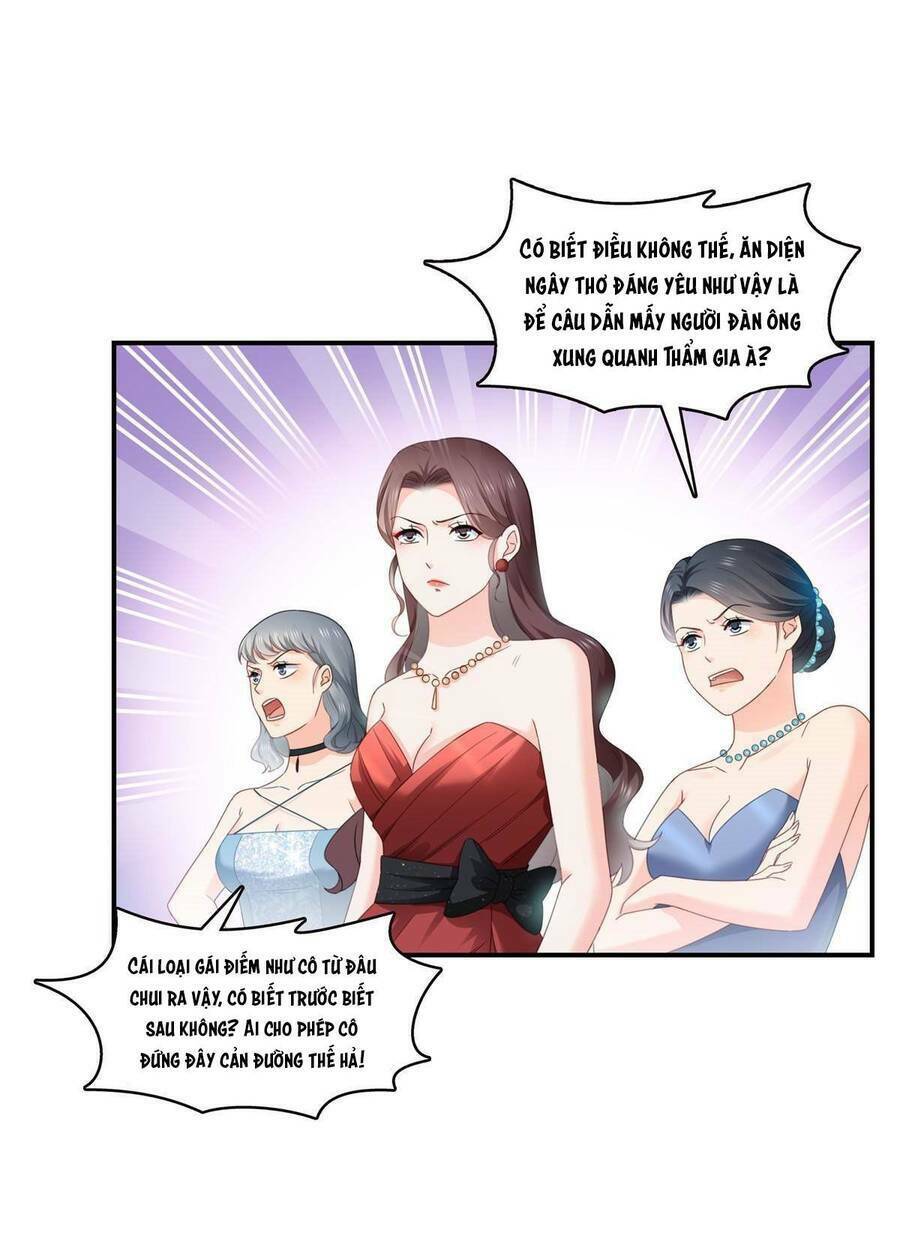 CÓ BIẾT ĐIỀU KHÔNG THẾ, ĂN DIỆN
NGÂY THƠ ĐÁNG YÊU NHƯ VẬY LÀ
ĐỂ CÂU DẪN MẤY NGƯỜI ĐÀN ÔNG
XUNG QUANH THẨM GIA À?
CÁI LOẠI GÁI ĐIẾM NHƯ CÔ TỪ ĐÂU
CHUI RA VẬY, CÓ BIẾT TRƯỚC BIẾT
SAU KHÔNG? AI CHO PHÉP CÔ
ĐỨNG ĐÂY CẢN ĐƯỜNG THẾ HẢ!